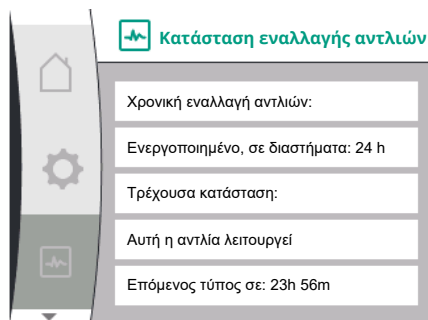 Κατάσταση εναλλαγής αντλιών
Χρονική εναλλαγή αντλιών:
Ενεργοποιημένο, σε διαστήματα: 24 h
Τρέχουσα κατάσταση:
Αυτή η αντλία λειτουργεί
Επόμενος τύπος σε: 23h 56m